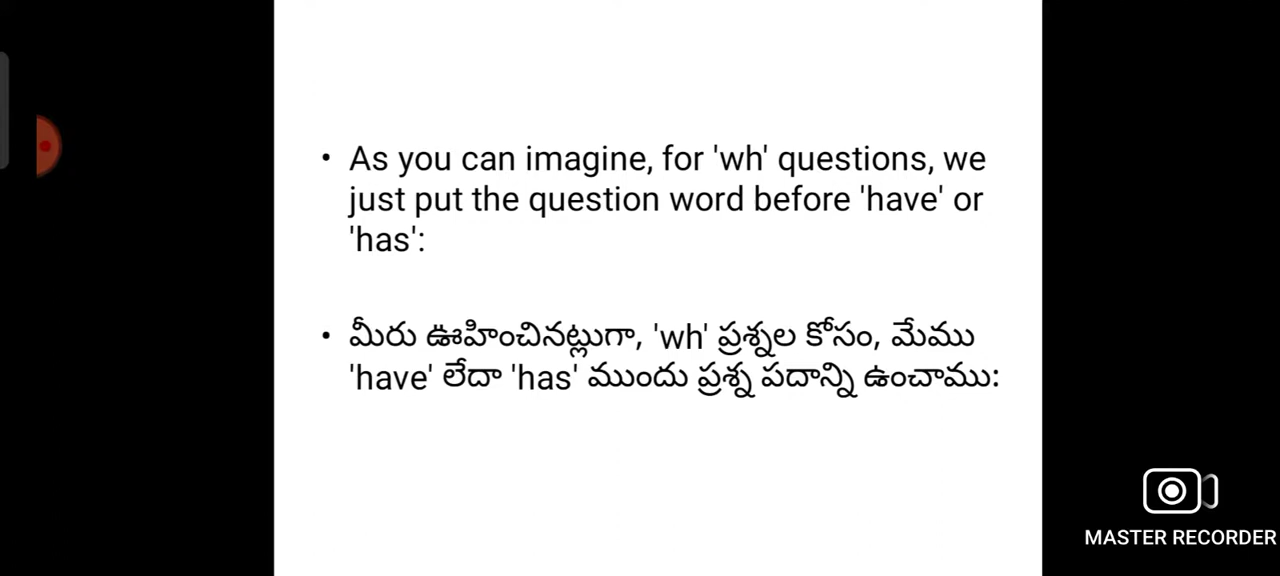 • As you can imagine, for 'wh' questions, we
just put the question word before 'have' or
'has':
• మీరు ఊహించినట్లుగా, 'wh' ప్రశ్నల కోసం, మేము
'have' లేదా 'has' ముందు ప్రశ్న పదాన్ని ఉంచాము:
MASTER RECORDER